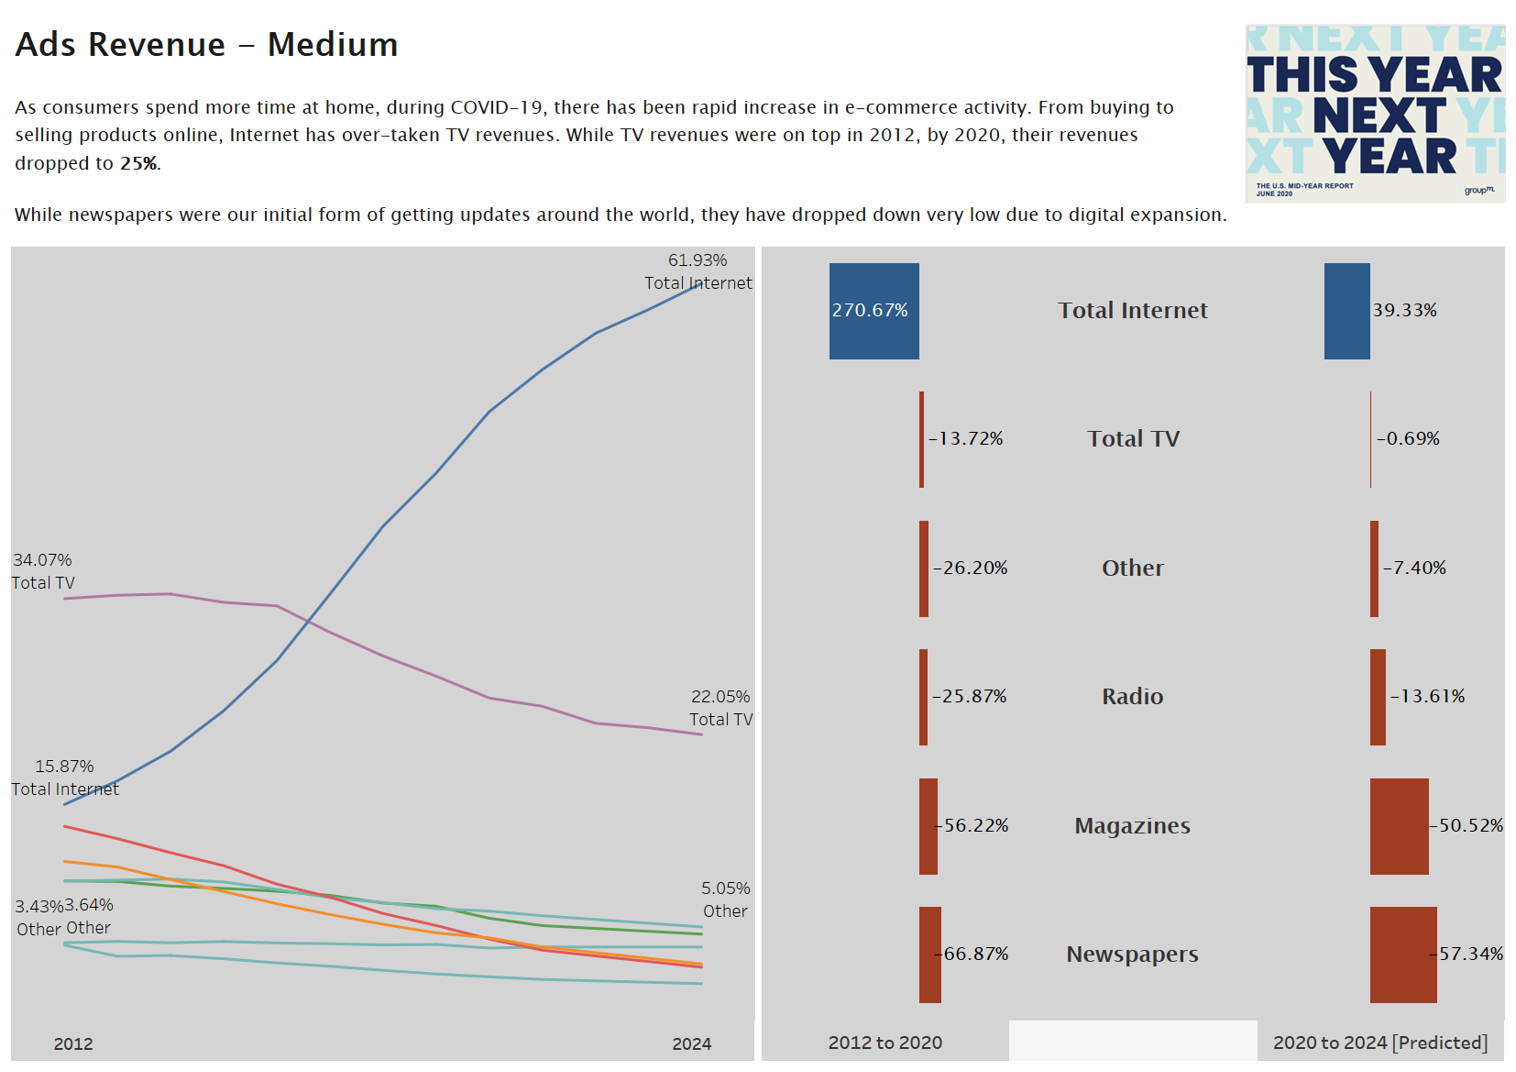 Ads Revenue - Medium
As consumers spend more time at home, during COVID-19, there has been rapid increase in e-commerce activity. From buying to
selling products online, Internet has over-taken TV revenues. While TV revenues were on top in 2012, by 2020, their revenues
dropped to 25%.
While newspapers were our initial form of getting updates around the world, they have dropped down very low due to digital expansion.
R NEXT YEA
THIS YEAR
AR NEXT YE
XT YEAR T
THE U.S. MID-YEAR REPORT
JUNE 2020
groupm
61.93%
Total Internet
34.07%
Total TV
22.05%
Total TV
15.87%
Total Internet
5.05%
Other
3.43% 3.64%
Other Other
2012 2024
270.67% Total Internet 39.33%
-13.72% Total TV -0.69%
-26.20% Other -7.40%
-25.87% Radio -13.61%
-56.22% Magazines -50.52%
-66.87% Newspapers -57.34%
2012 to 2020 2020 to 2024 [Predicted]